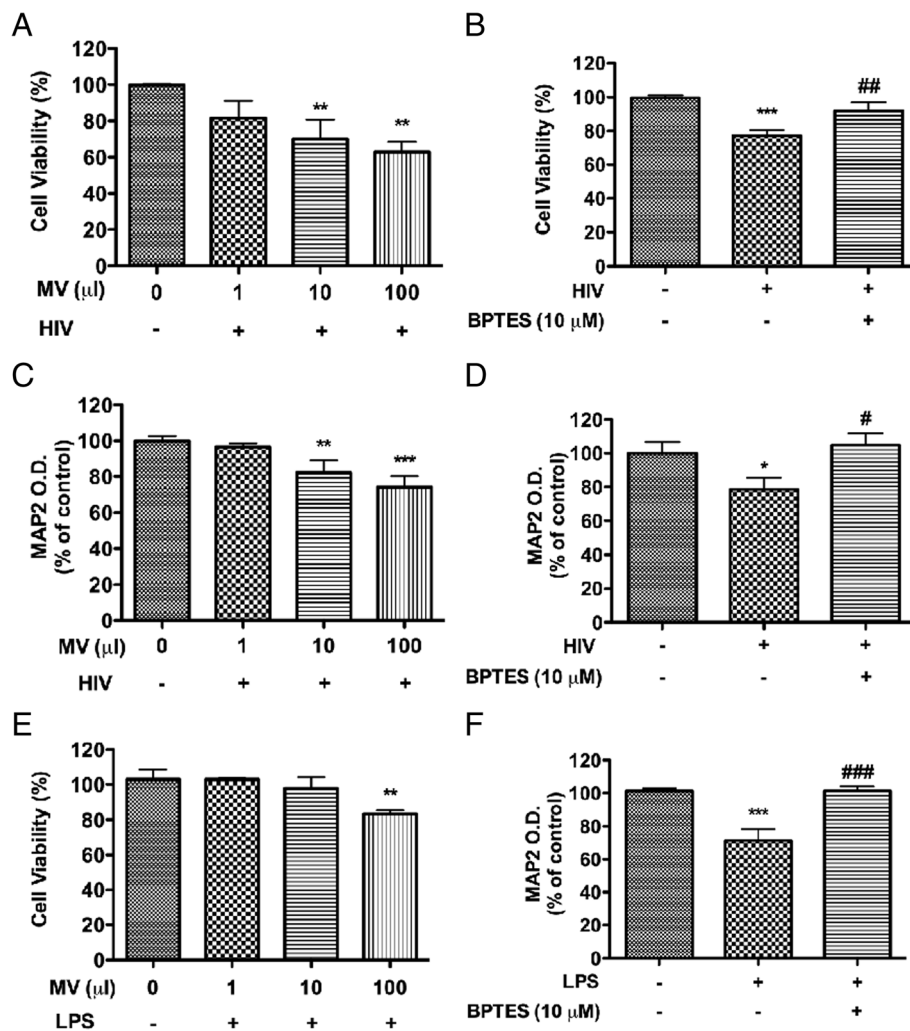 A
Cell Viability (%)
120
100
80
60
40
20
0
**
**
MV (μl) 0 1 10 100
HIV - + + +
B
Cell Viability (%)
120
100
80
60
40
20
0
***
##
HIV - + +
BPTES (10 μM) - - +
C
MAP2 O.D.
(% of control)
120
100
80
60
40
20
0
**
***
MV (μl) 0 1 10 100
HIV - + + +
D
MAP2 O.D.
(% of control)
120
100
80
60
40
20
0
*
#
HIV - + +
BPTES (10 μM) - - +
E
Cell Viability (%)
120
100
80
60
40
20
0
**
MV (μl) 0 1 10 100
LPS - + + +
F
MAP2 O.D.
(% of control)
120
100
80
60
40
20
0
***
###
LPS - + +
BPTES (10 μM) - - +